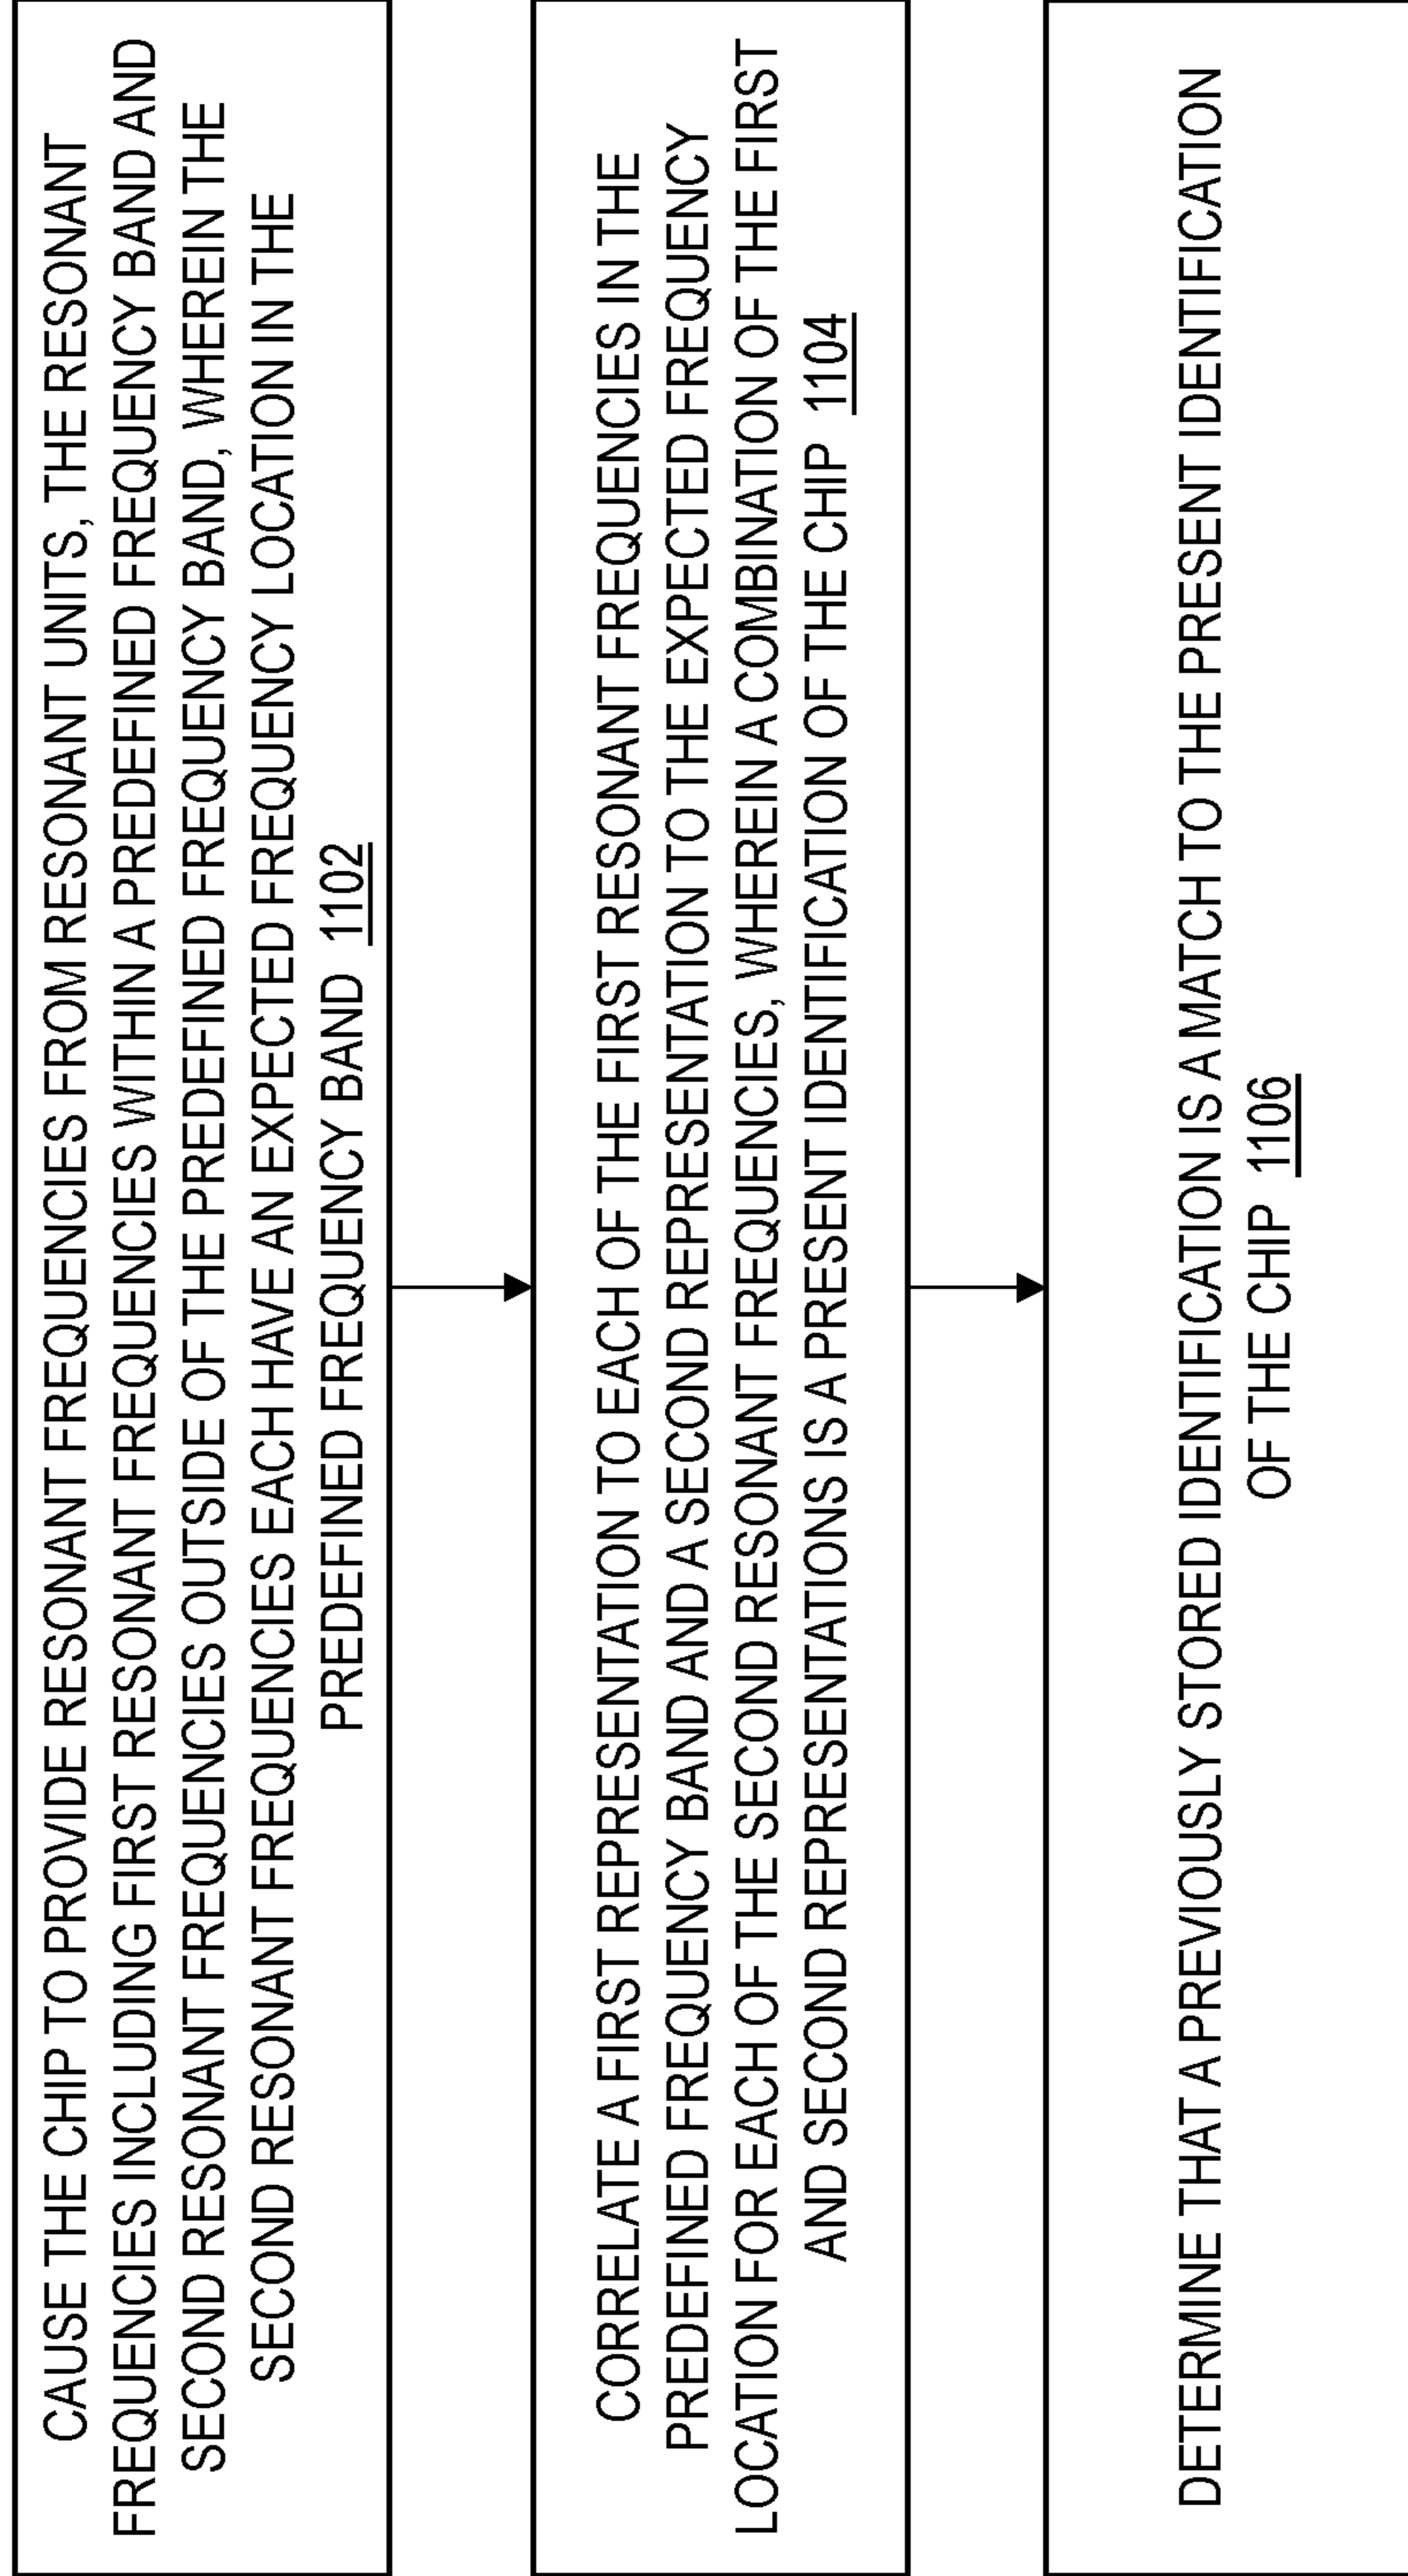 CAUSE THE CHIP TO PROVIDE RESONANT FREQUENCIES FROM RESONANT UNITS, THE RESONANT
FREQUENCIES INCLUDING FIRST RESONANT FREQUENCIES WITHIN A PREDEFINED FREQUENCY BAND AND
SECOND RESONANT FREQUENCIES OUTSIDE OF THE PREDEFINED FREQUENCY BAND, WHEREIN THE
SECOND RESONANT FREQUENCIES EACH HAVE AN EXPECTED FREQUENCY LOCATION IN THE
PREDEFINED FREQUENCY BAND 1102
CORRELATE A FIRST REPRESENTATION TO EACH OF THE FIRST RESONANT FREQUENCIES IN THE
PREDEFINED FREQUENCY BAND AND A SECOND REPRESENTATION TO THE EXPECTED FREQUENCY
LOCATION FOR EACH OF THE SECOND RESONANT FREQUENCIES, WHEREIN A COMBINATION OF THE FIRST
AND SECOND REPRESENTATIONS IS A PRESENT IDENTIFICATION OF THE CHIP 1104
DETERMINE THAT A PREVIOUSLY STORED IDENTIFICATION IS A MATCH TO THE PRESENT IDENTIFICATION
OF THE CHIP 1106